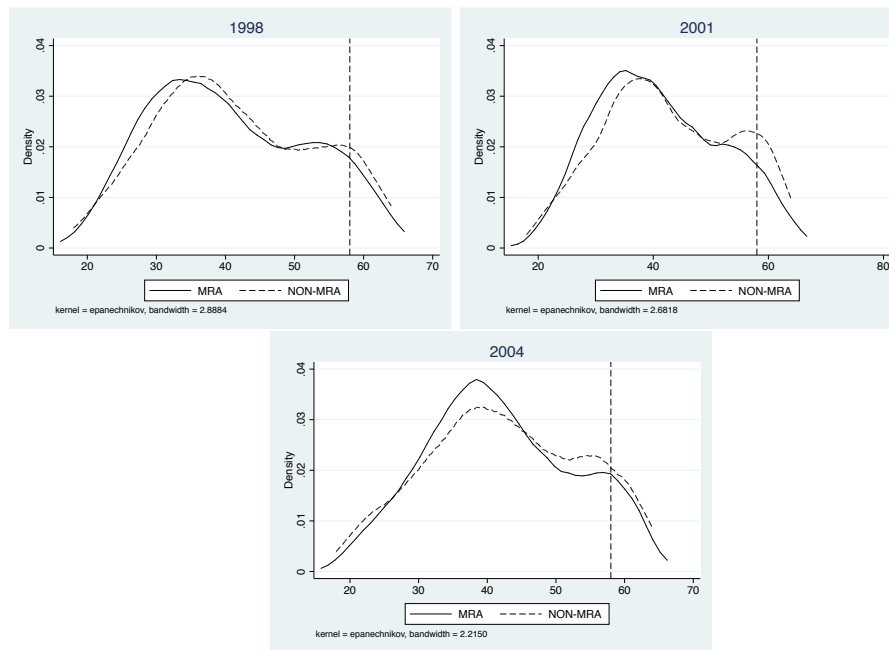 1998
Density
0
.01
.02
.03
.04
20 30 40 50 60 70
MRA NON-MRA
kernel = epanechnikov, bandwidth = 2.8884
2001
Density
0
.01
.02
.03
.04
20 40 60 80
MRA NON-MRA
kernel = epanechnikov, bandwidth = 2.6818
2004
Density
0
.01
.02
.03
.04
20 30 40 50 60 70
MRA NON-MRA
kernel = epanechnikov, bandwidth = 2.2150